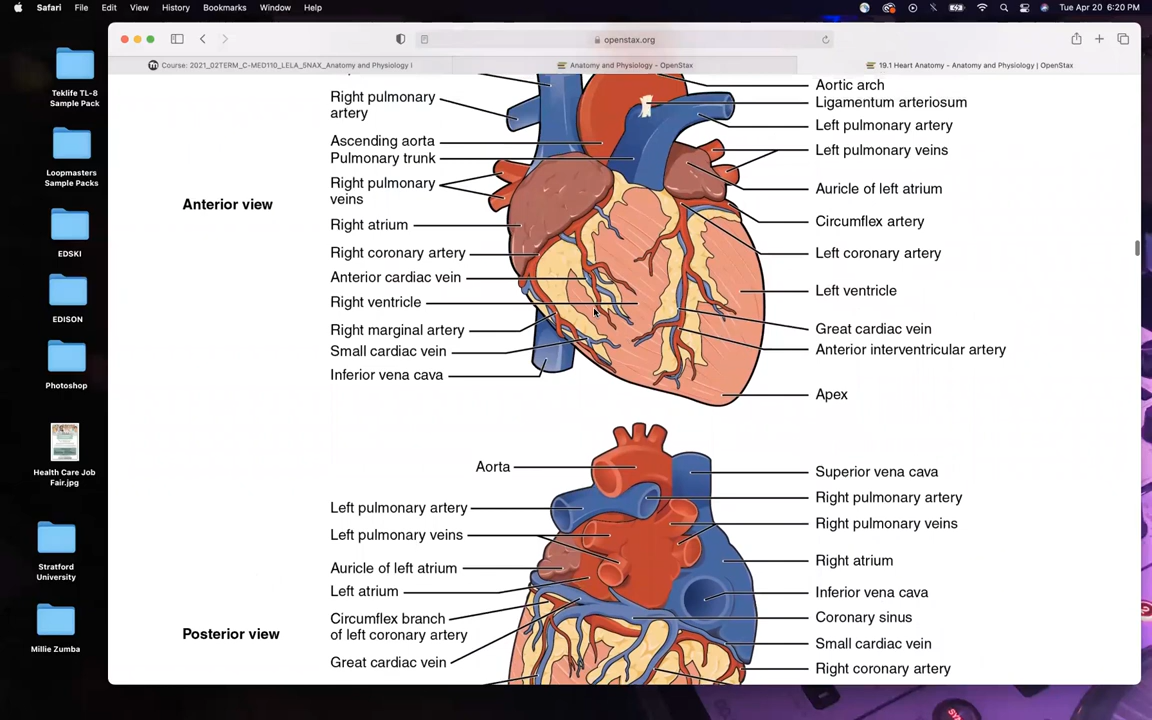 Safari File Edit View History Bookmarks Window Help Tue Apr 20 6:20 PM
openstax.org
Course: 2021_02TERM_C-MED110_LELA_5NAX_Anatomy and Physiology I
Anatomy and Physiology - OpenStax
19.1 Heart Anatomy - Anatomy and Physiology | OpenStax
Teklife TL-8
Sample Pack
Loopmasters
Sample Packs
EDSKI
EDISON
Photoshop
Health Care Job
Fair.jpg
Stratford
University
Millie Zumba
Anterior view
Right pulmonary
artery
Ascending aorta
Pulmonary trunk
Right pulmonary
veins
Right atrium
Right coronary artery
Anterior cardiac vein
Right ventricle
Right marginal artery
Small cardiac vein
Inferior vena cava
Aortic arch
Ligamentum arteriosum
Left pulmonary artery
Left pulmonary veins
Auricle of left atrium
Circumflex artery
Left coronary artery
Left ventricle
Great cardiac vein
Anterior interventricular artery
Apex
Posterior view
Aorta
Left pulmonary artery
Left pulmonary veins
Auricle of left atrium
Left atrium
Circumflex branch
of left coronary artery
Great cardiac vein
Superior vena cava
Right pulmonary artery
Right pulmonary veins
Right atrium
Inferior vena cava
Coronary sinus
Small cardiac vein
Right coronary artery